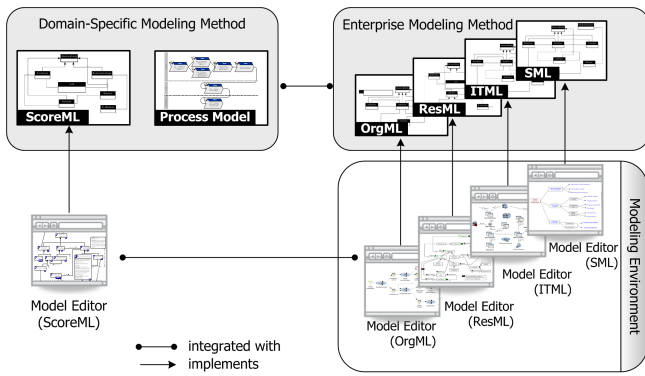 Domain-Specific Modeling Method
Enterprise Modeling Method
ScoreML
Process Model
OrgML
ResML
ITML
SML
Model Editor
(ScoreML)
Model Editor
(OrgML)
Model Editor
(ResML)
Model Editor
(ITML)
Model Editor
(SML)
Modeling Environment
integrated with
implements